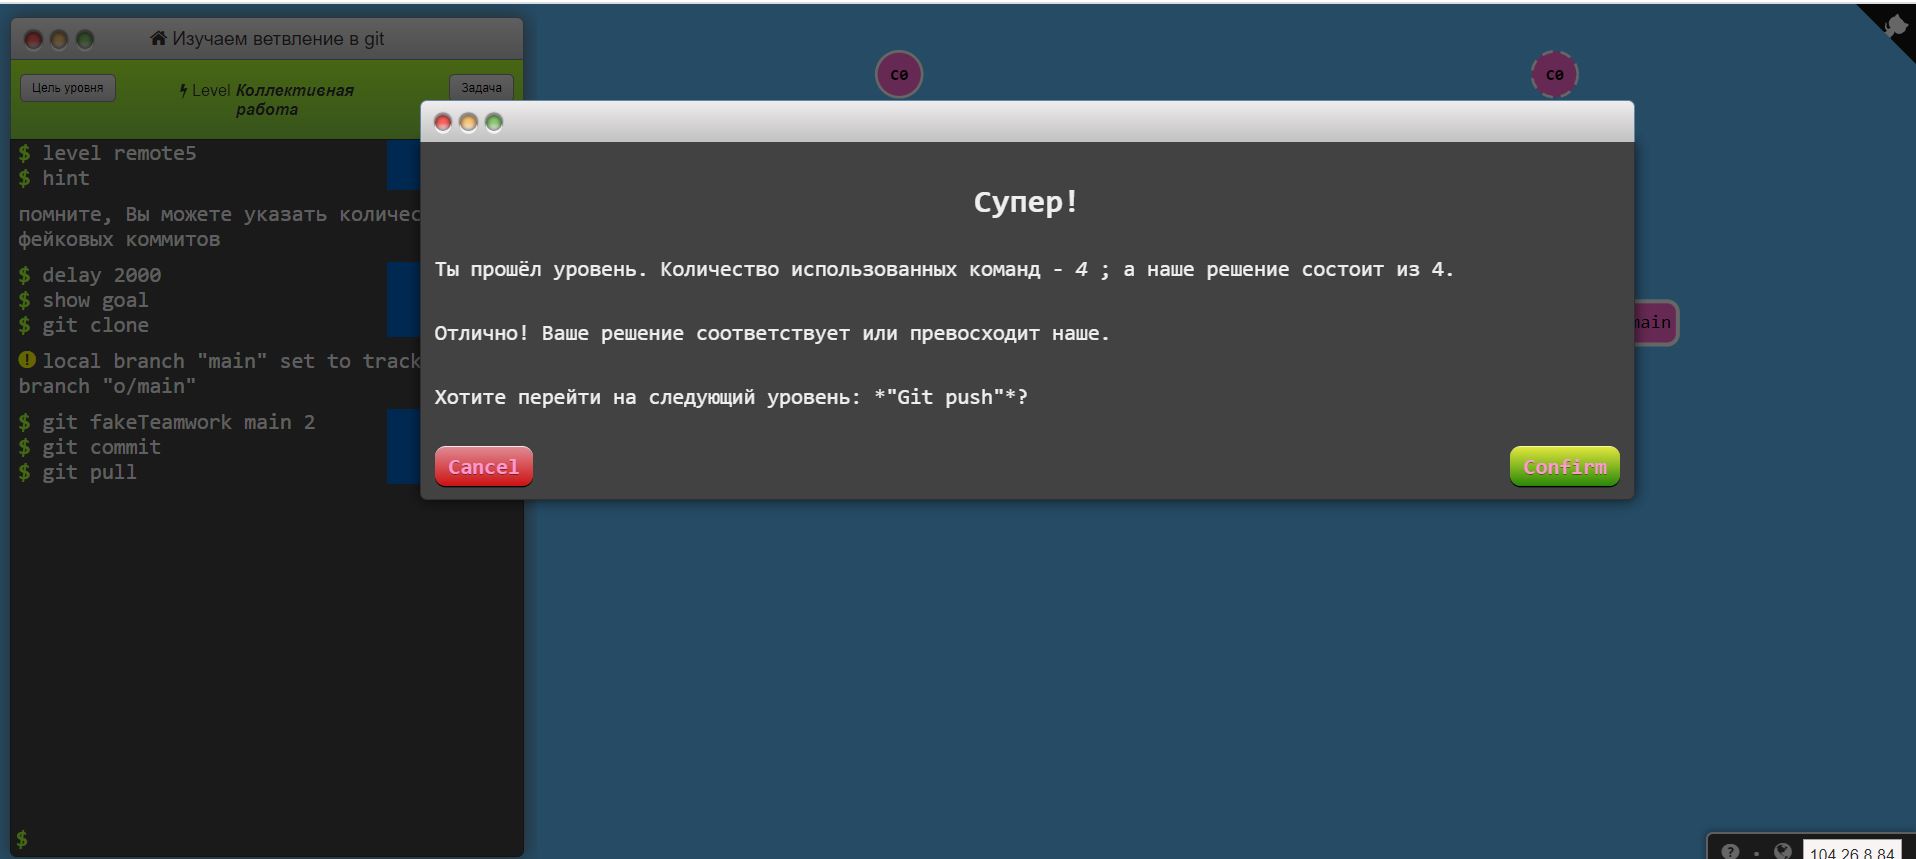 Изучаем ветвление в git
Цель уровня
Level Коллективная
работа
Задача
$ level remote5
$ hint
помните, Вы можете указать
фейковых коммитов
$ delay 2000
$ show goal
$ git clone
local branch "main" set to track
branch "o/main"
$ git fakeTeamwork main 2
$ git commit
$ git pull
$
C0
C0
Супер!
Ты прошёл уровень. Количество использованных команд - 4 ; а наше решение состоит из 4.
Отлично! Ваше решение соответствует или превосходит наше.
Хотите перейти на следующий уровень: *"Git push"*?
Cancel
Confirm
main
104.26.8.84